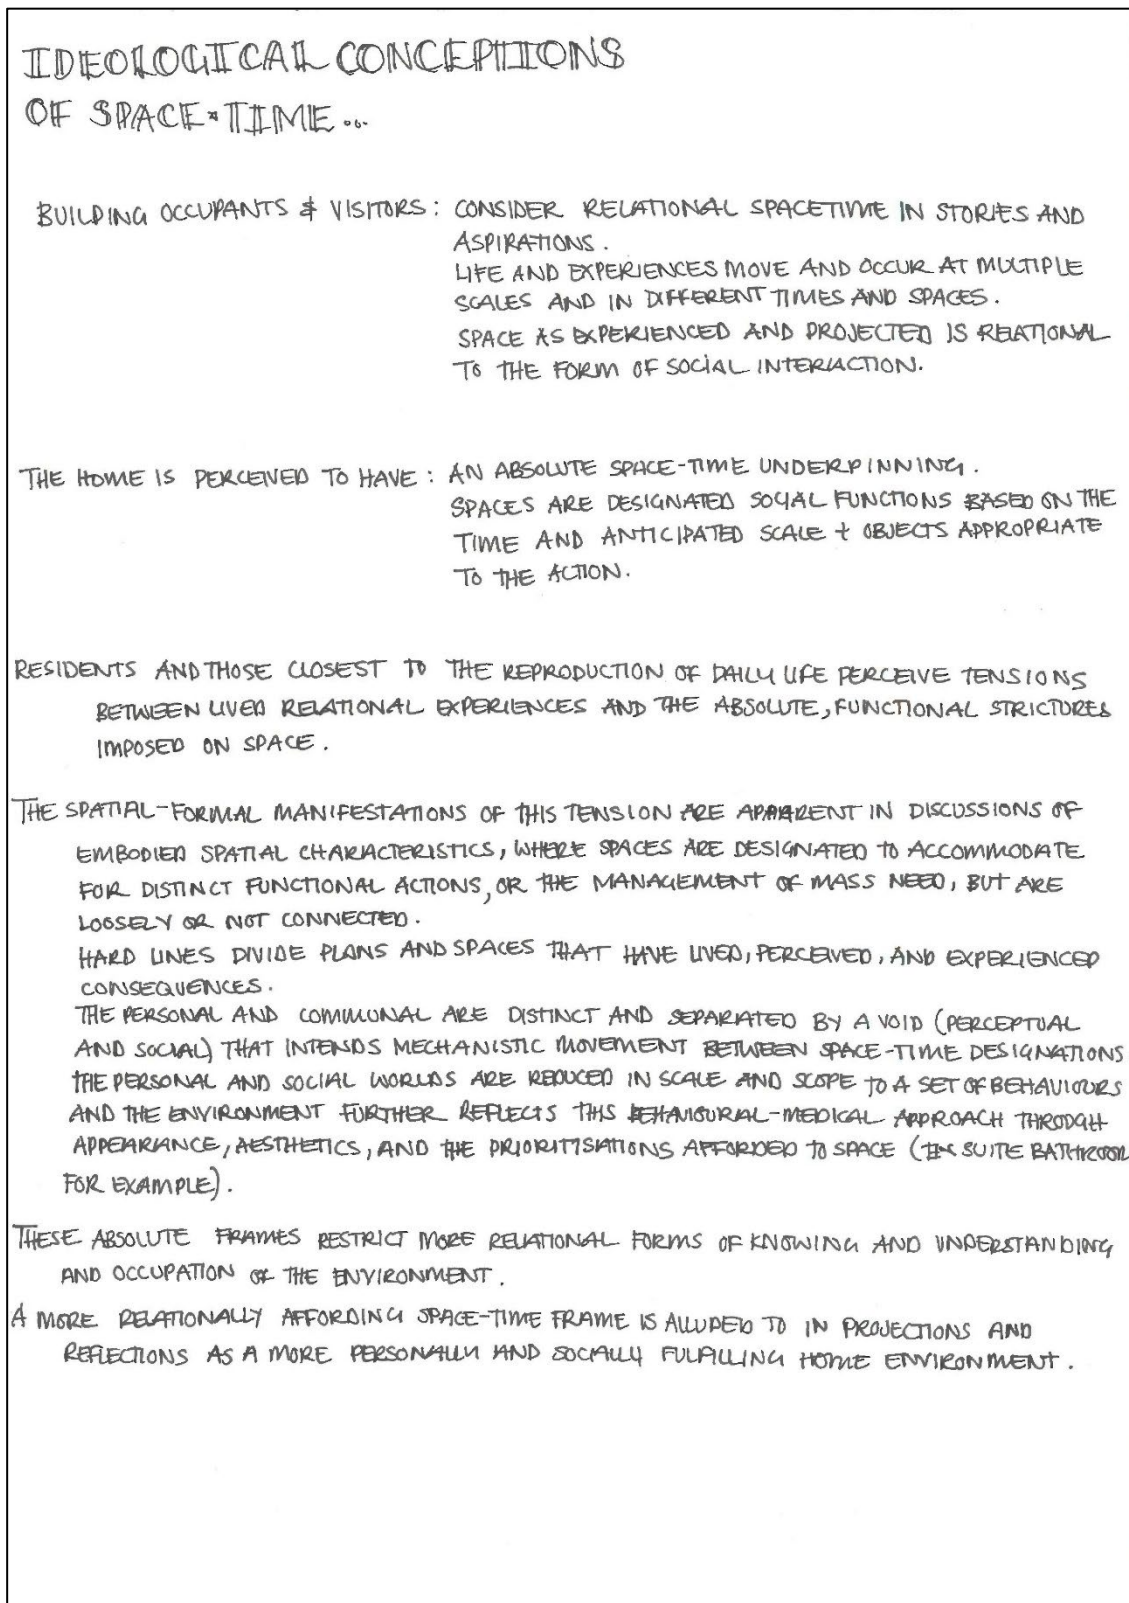 IDEOLOGICAL CONCEPTIONS
OF SPACE-TIME...
BUILDING OCCUPANTS & VISITORS: CONSIDER RELATIONAL SPACETIME IN STORIES AND
ASPIRATIONS.
LIFE AND EXPERIENCES MOVE AND OCCUR AT MULTIPLE
SCALES AND IN DIFFERENT TIMES AND SPACES.
SPACE AS EXPERIENCED AND PROJECTED IS RELATIONAL
TO THE FORM OF SOCIAL INTERACTION.
THE HOME IS PERCEIVED TO HAVE: AN ABSOLUTE SPACE-TIME UNDERPINNING.
SPACES ARE DESIGNATED SOCIAL FUNCTIONS BASED ON THE
TIME AND ANTICIPATED SCALE + OBJECTS APPROPRIATE
TO THE ACTION.
RESIDENTS AND THOSE CLOSEST TO THE REPRODUCTION OF DAILY LIFE PERCEIVE TENSIONS
BETWEEN LIVED RELATIONAL EXPERIENCES AND THE ABSOLUTE, FUNCTIONAL STRICTURES
IMPOSED ON SPACE.
THE SPATIAL-FORMAL MANIFESTATIONS OF THIS TENSION ARE APPARENT IN DISCUSSIONS OF
EMBODIED SPATIAL CHARACTERISTICS, WHERE SPACES ARE DESIGNATED TO ACCOMMODATE
FOR DISTINCT FUNCTIONAL ACTIONS, OR THE MANAGEMENT OF MASS NEED, BUT ARE
LOOSELY OR NOT CONNECTED.
HARD LINES DIVIDE PLANS AND SPACES THAT HAVE LIVED, PERCEIVED, AND EXPERIENCED
CONSEQUENCES.
THE PERSONAL AND COMMUNAL ARE DISTINCT AND SEPARATED BY A VOID (PERCEPTUAL
AND SOCIAL) THAT INTENDS MECHANISTIC MOVEMENT BETWEEN SPACE-TIME DESIGNATIONS
THE PERSONAL AND SOCIAL WORLDS ARE REDUCED IN SCALE AND SCOPE TO A SET OF BEHAVIOURS
AND THE ENVIRONMENT FURTHER REFLECTS THIS BEHAVIOURAL-MEDICAL APPROACH THROUGH
APPEARANCE, AESTHETICS, AND THE PRIORITISATIONS AFFORDED TO SPACE (IN SUITE BATHROOM
FOR EXAMPLE).
THESE ABSOLUTE FRAMES RESTRICT MORE RELATIONAL FORMS OF KNOWING AND UNDERSTANDING
AND OCCUPATION OF THE ENVIRONMENT.
A MORE RELATIONALLY AFFORDING SPACE-TIME FRAME IS ALLUDED TO IN PROJECTIONS AND
REFLECTIONS AS A MORE PERSONALLY AND SOCIALLY FULFILLING HOME ENVIRONMENT.